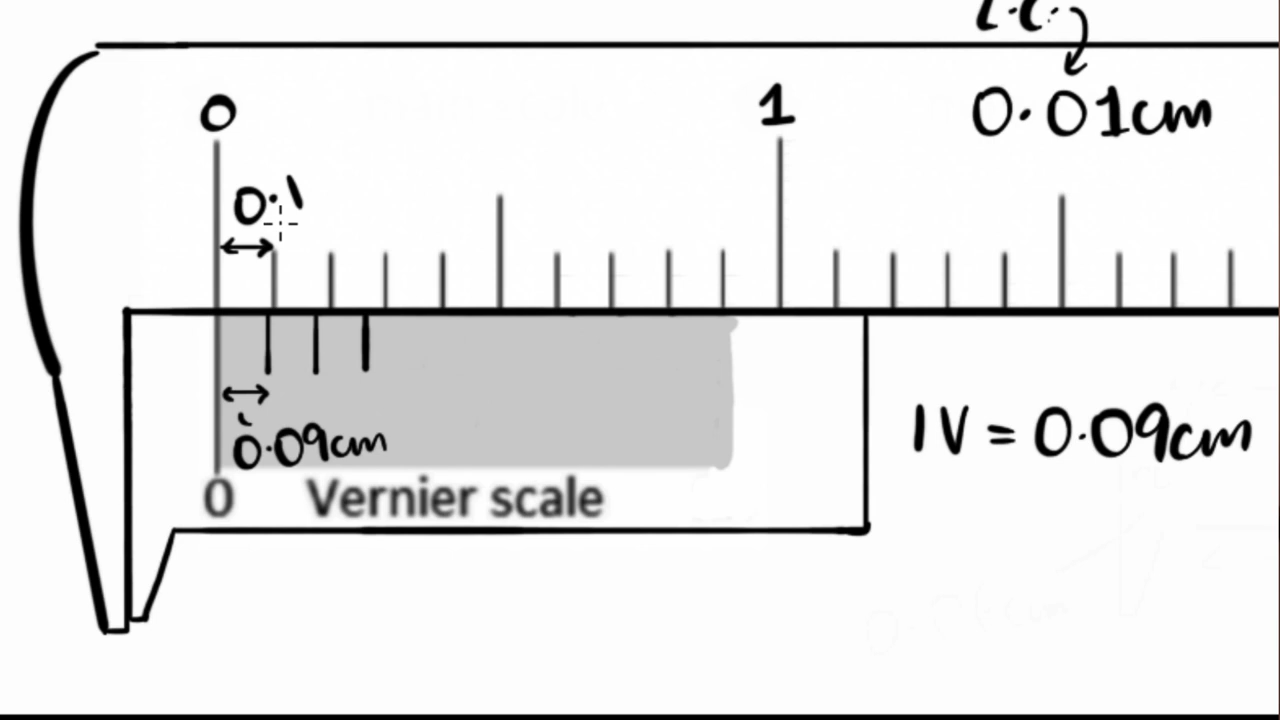 L.C.
0 1 0.01cm
0.1
0.09cm
1V = 0.09cm
0 Vernier scale